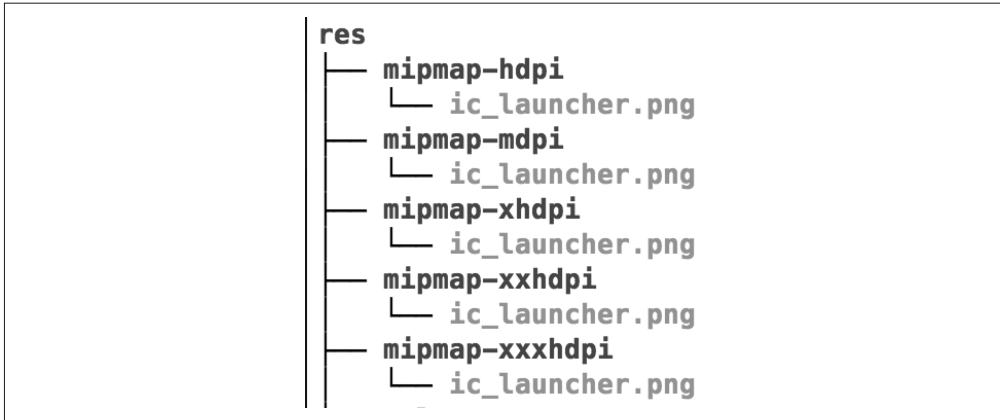 res
├── mipmap-hdpi
│   └── ic_launcher.png
├── mipmap-mdpi
│   └── ic_launcher.png
├── mipmap-xhdpi
│   └── ic_launcher.png
├── mipmap-xxhdpi
│   └── ic_launcher.png
├── mipmap-xxxhdpi
│   └── ic_launcher.png